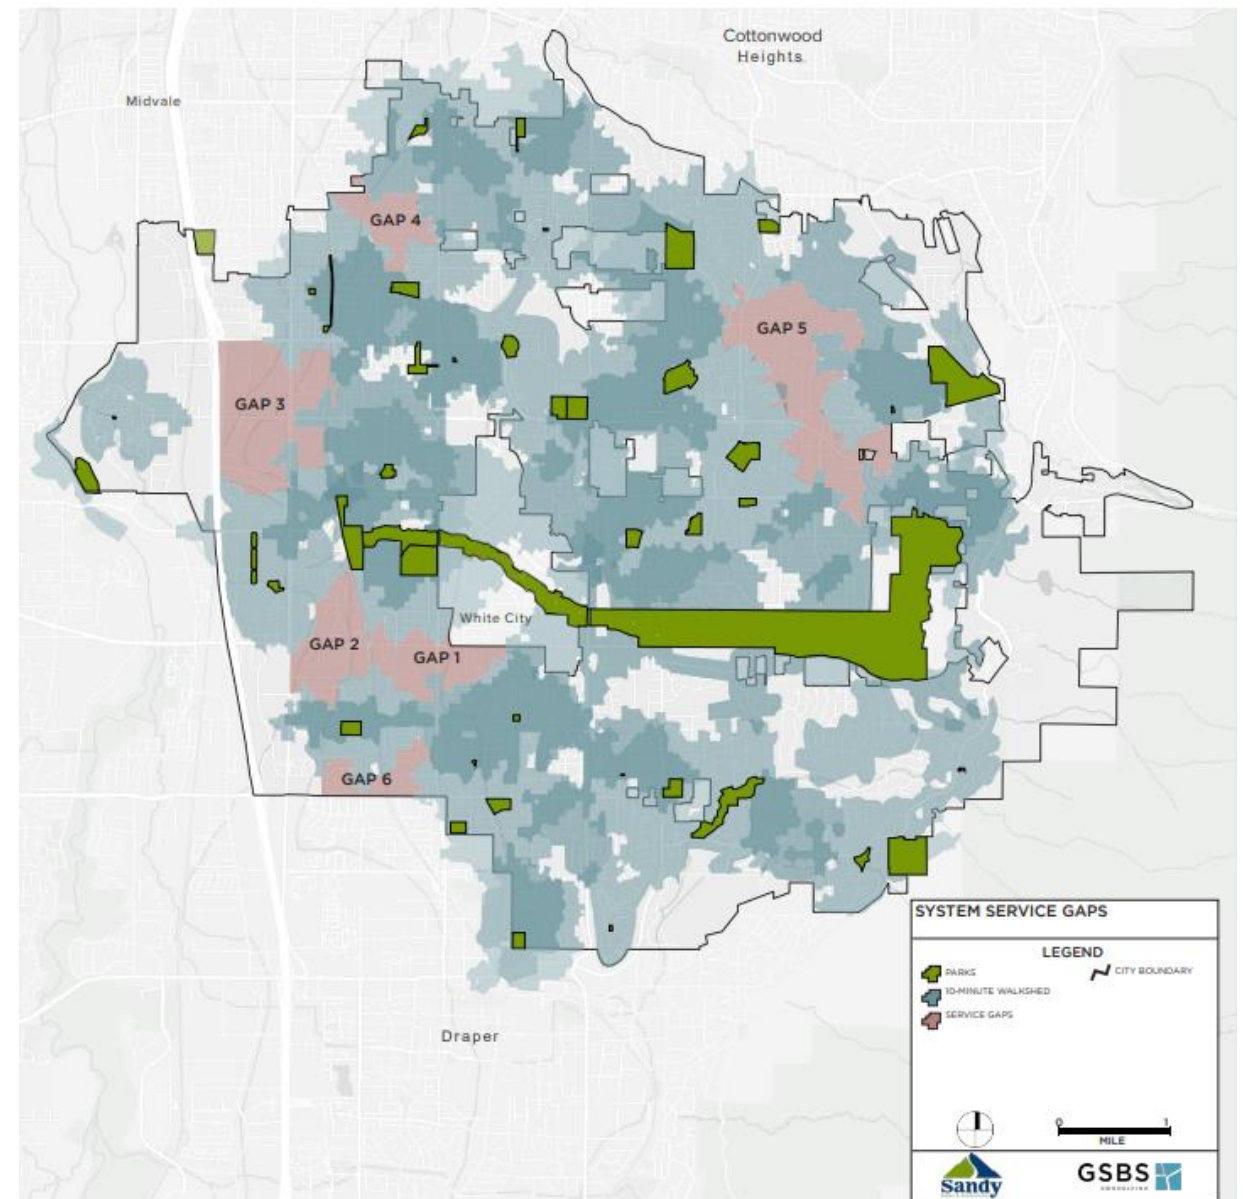 Cottonwood
Heights
Midvale
GAP 4
GAP 5
GAP 3
White City
GAP 2
GAP 1
GAP 6
Draper
SYSTEM SERVICE GAPS
LEGEND
PARKS
CITY BOUNDARY
10-MINUTE WALKSHED
SERVICE GAPS
0 1
MILE
Sandy
GSBS
CONSULTING